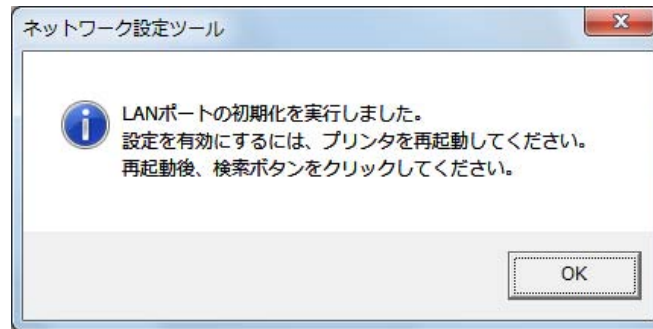 ネットワーク設定ツール
LANポートの初期化を実行しました。
設定を有効にするには、プリンタを再起動してください。
再起動後、検索ボタンをクリックしてください。
OK